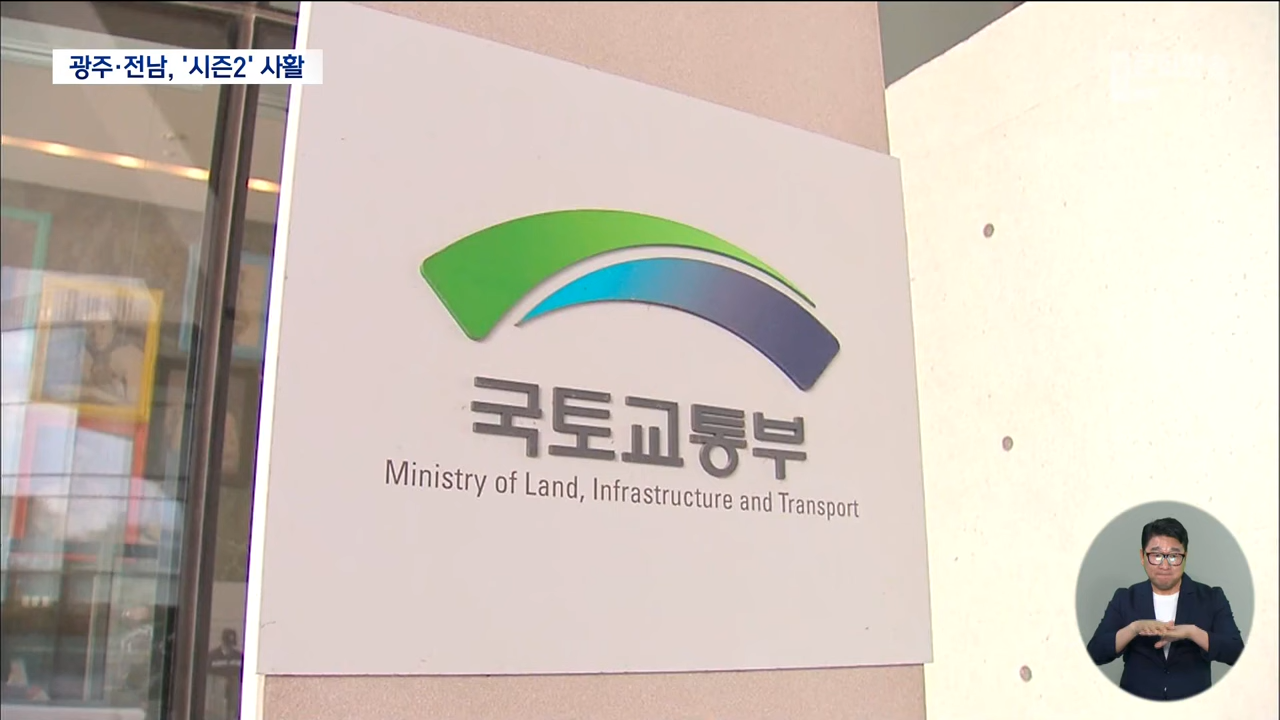 광주·전남, '시즌2' 사활
국토교통부
Ministry of Land, Infrastructure and Transport